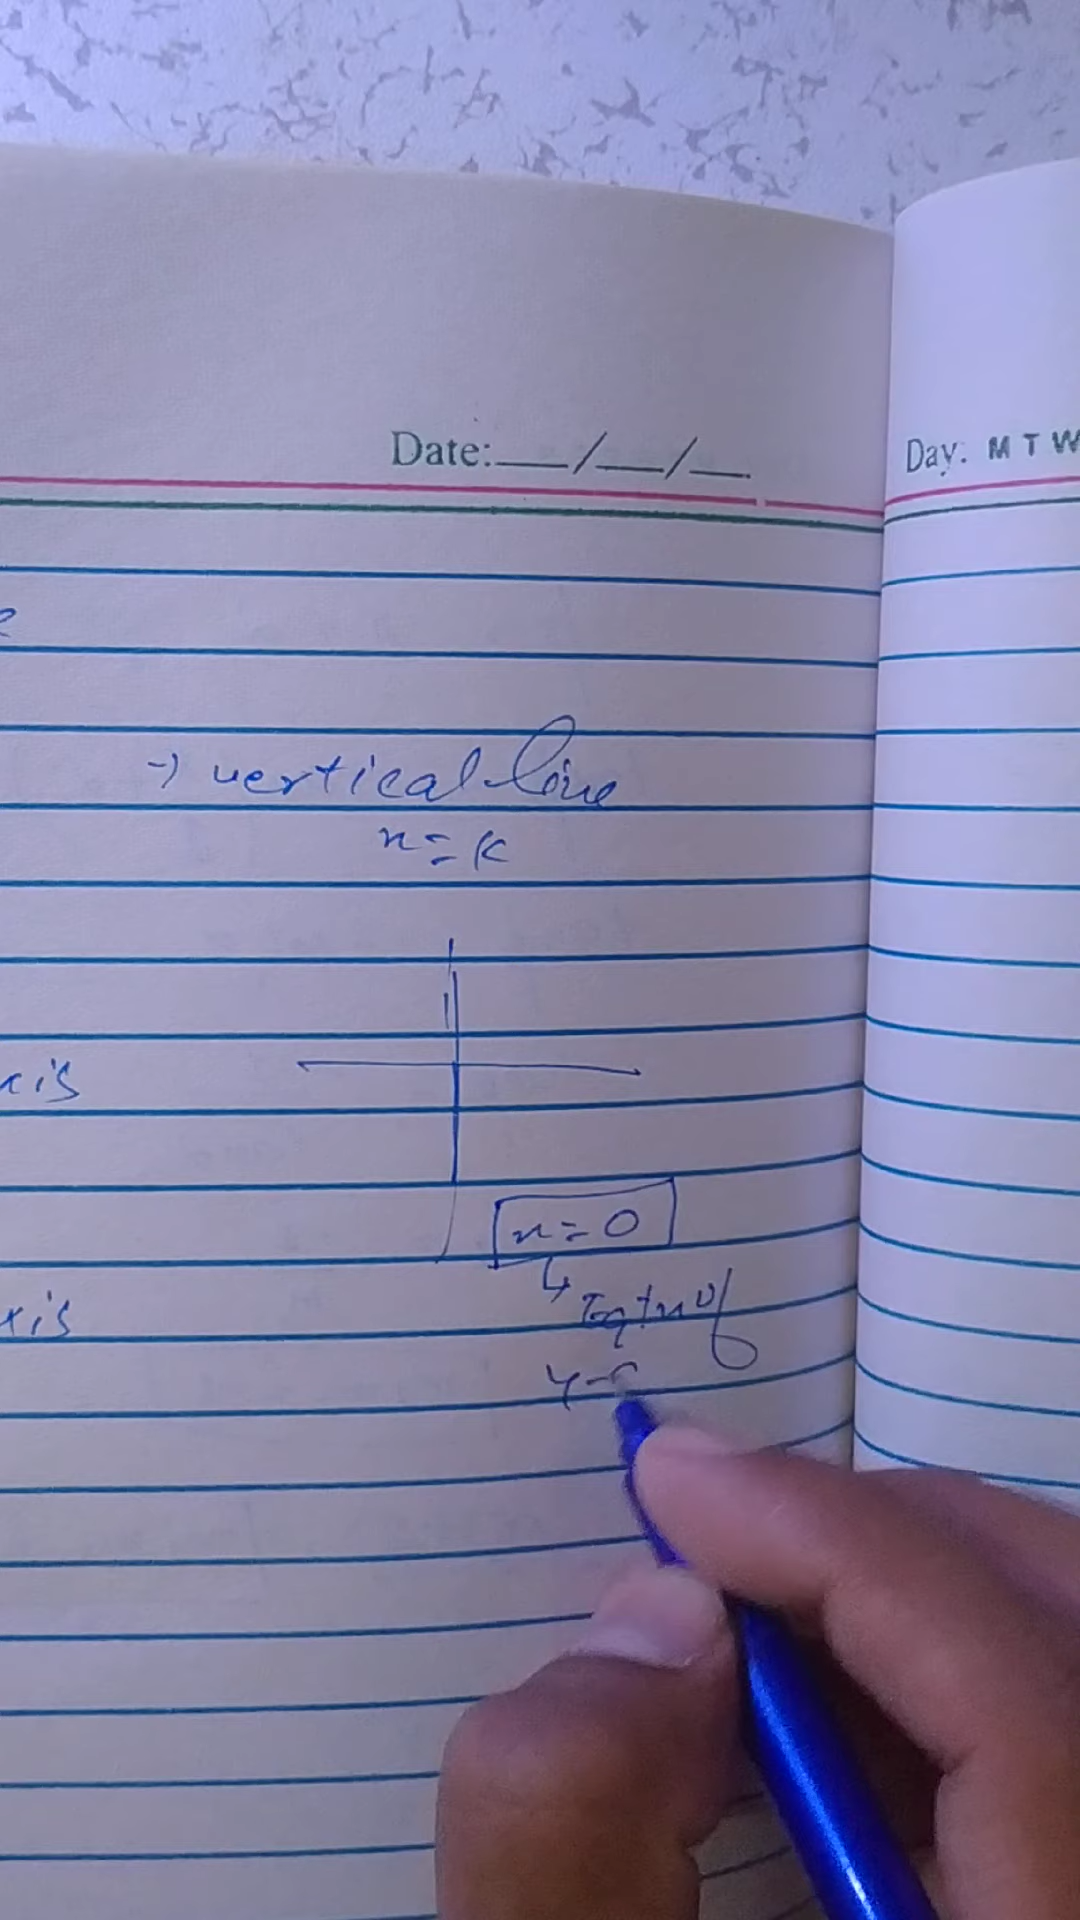 Date: __/__/__
Day: M T W
→ vertical line
x = K
xis
x = 0
↳ Eqtn of
xis
y-